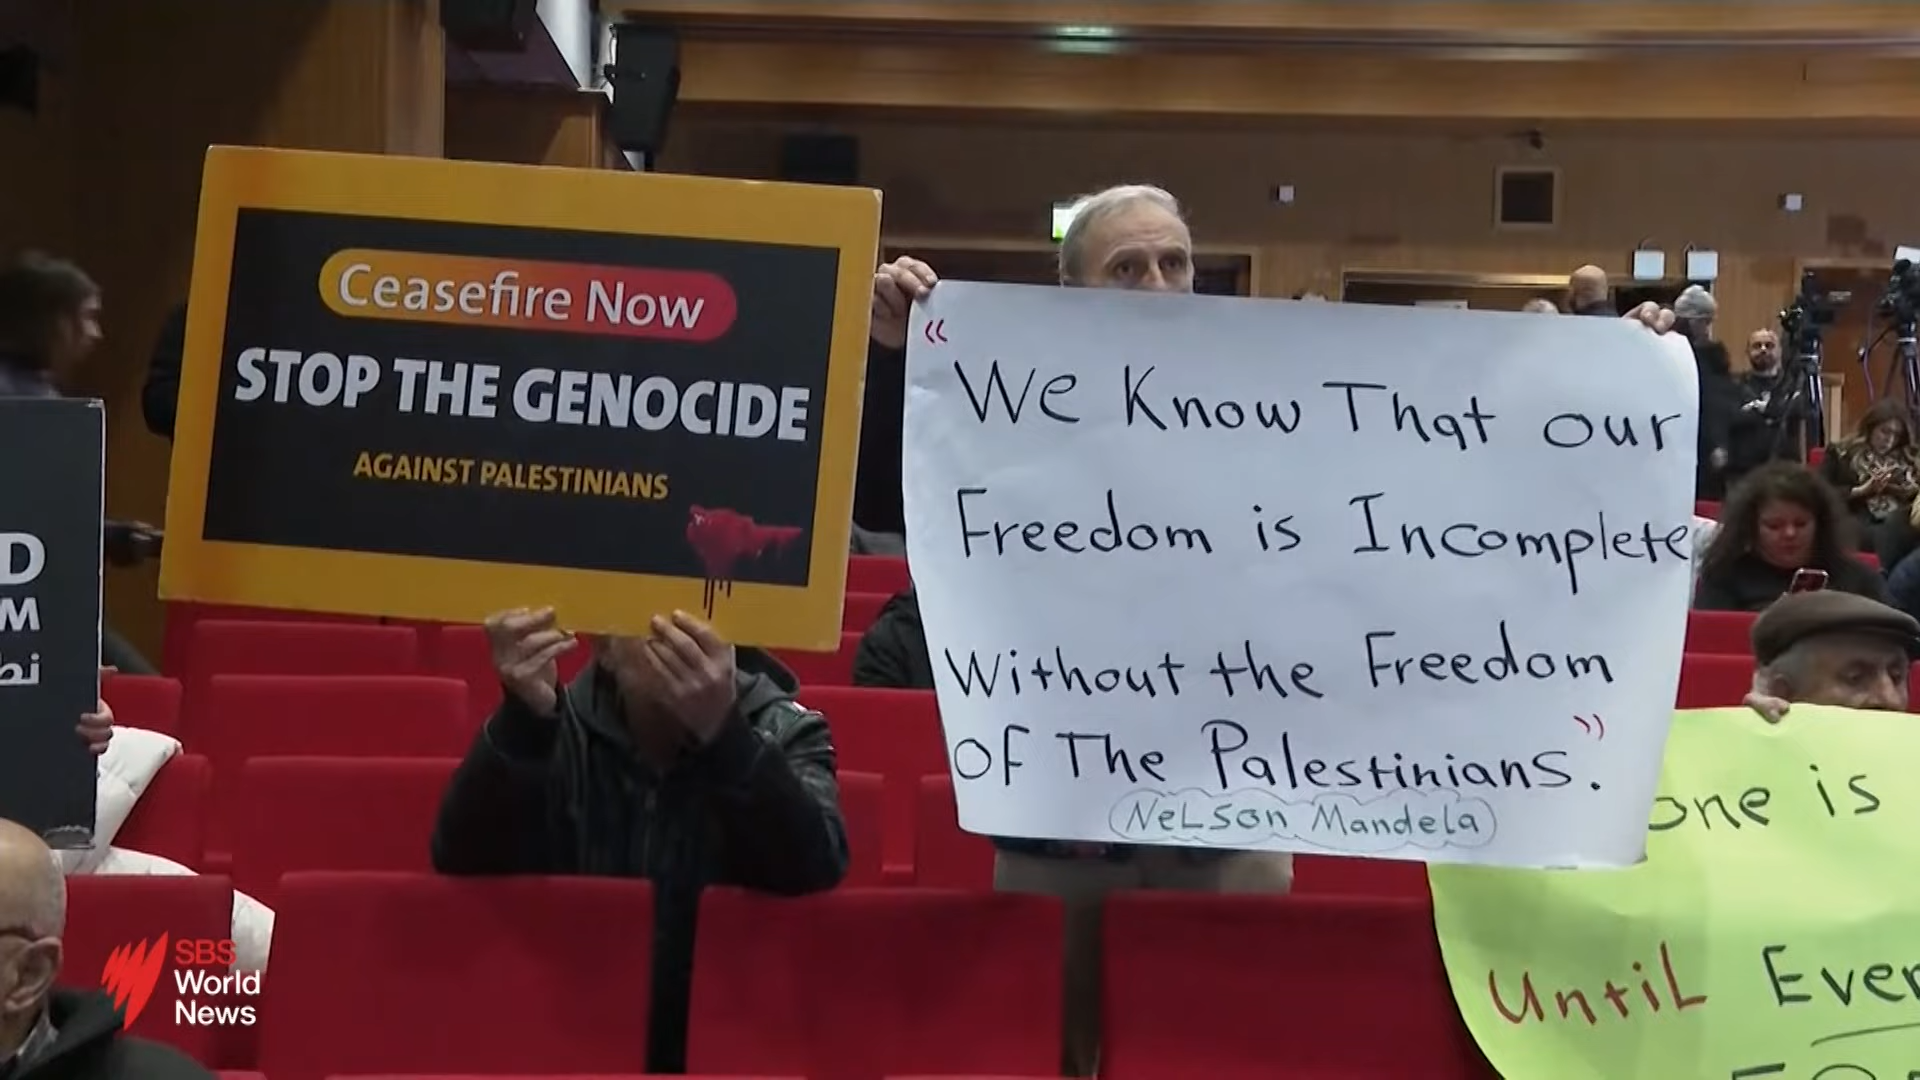 Ceasefire Now
STOP THE GENOCIDE
AGAINST PALESTINIANS
“
We Know That our
Freedom is Incomplete
Without the Freedom
Of The Palestinians.”
Nelson Mandela
D
M
one is
Until Ever
SBS
World
News